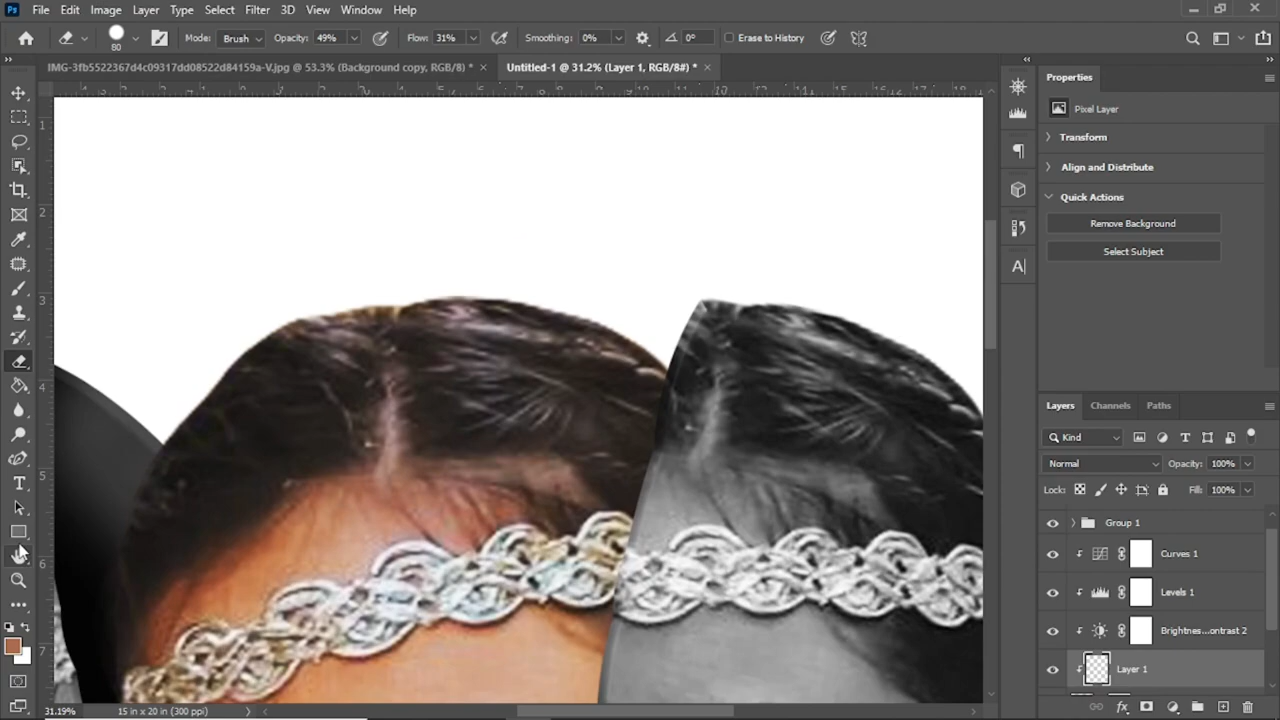 Ps File Edit Image Layer Type Select Filter 3D View Window Help
80 Mode: Brush Opacity: 49% Flow: 31% Smoothing: 0% 0° Erase to History
IMG-3fb5522367d4c09317dd08522d84159a-V.jpg @ 53.3% (Background copy, RGB/8) * × Untitled-1 @ 31.2% (Layer 1, RGB/8#) * ×
Properties
Pixel Layer
Transform
Align and Distribute
Quick Actions
Remove Background
Select Subject
Layers Channels Paths
Kind
Normal Opacity: 100%
Lock: Fill: 100%
Group 1
Curves 1
Levels 1
Brightnes...ontrast 2
Layer 1
31.19% 15 in x 20 in (300 ppi)